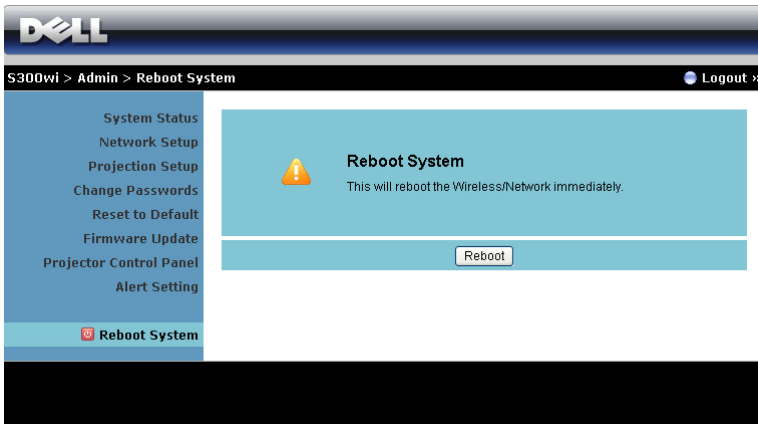 DELL
S300wi > Admin > Reboot System
Logout »
System Status
Network Setup
Projection Setup
Change Passwords
Reset to Default
Firmware Update
Projector Control Panel
Alert Setting
Reboot System
Reboot System
This will reboot the Wireless/Network immediately.
Reboot